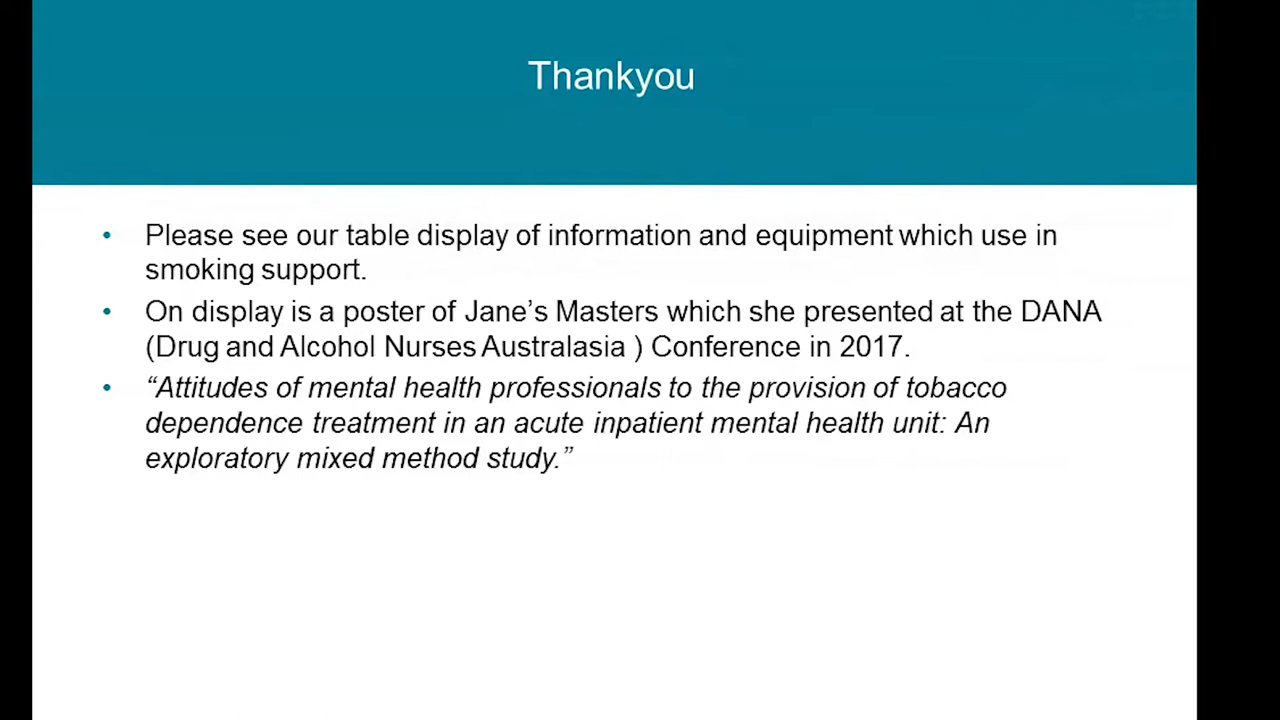 Thankyou
• Please see our table display of information and equipment which use in
smoking support.
• On display is a poster of Jane’s Masters which she presented at the DANA
(Drug and Alcohol Nurses Australasia ) Conference in 2017.
• “Attitudes of mental health professionals to the provision of tobacco
dependence treatment in an acute inpatient mental health unit: An
exploratory mixed method study.”